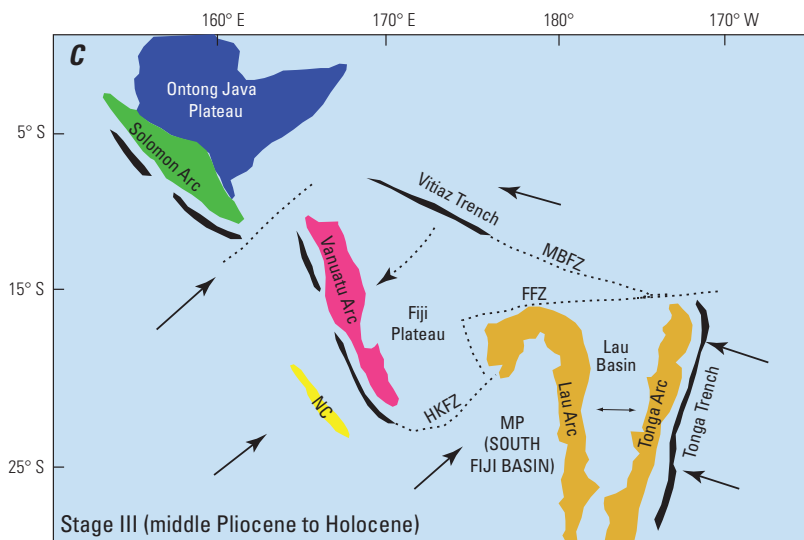 160° E
170° E
180°
170° W
C
Ontong Java
Plateau
5° S
Solomon Arc
Vitiaz Trench
Vanuatu Arc
MBFZ
15° S
FFZ
Fiji
Plateau
Lau
Basin
NC
HKFZ
Lau Arc
Tonga Arc
Tonga Trench
MP
(SOUTH
FIJI BASIN)
25° S
Stage III (middle Pliocene to Holocene)